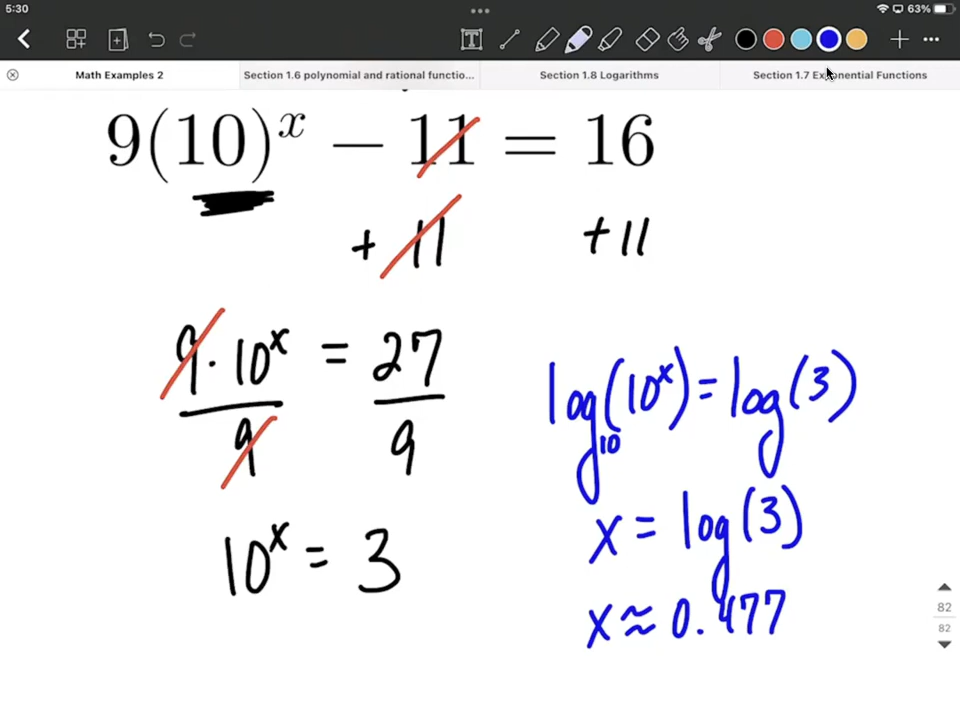 5:30
63%
Math Examples 2
Section 1.6 polynomial and rational functio...
Section 1.8 Logarithms
Section 1.7 Exponential Functions
9(10)^x − 11 = 16
+ 11 +11
9 · 10^x = 27
9 9
10^x = 3
log_10(10^x) = log(3)
x = log(3)
x ≈ 0.477
82
82